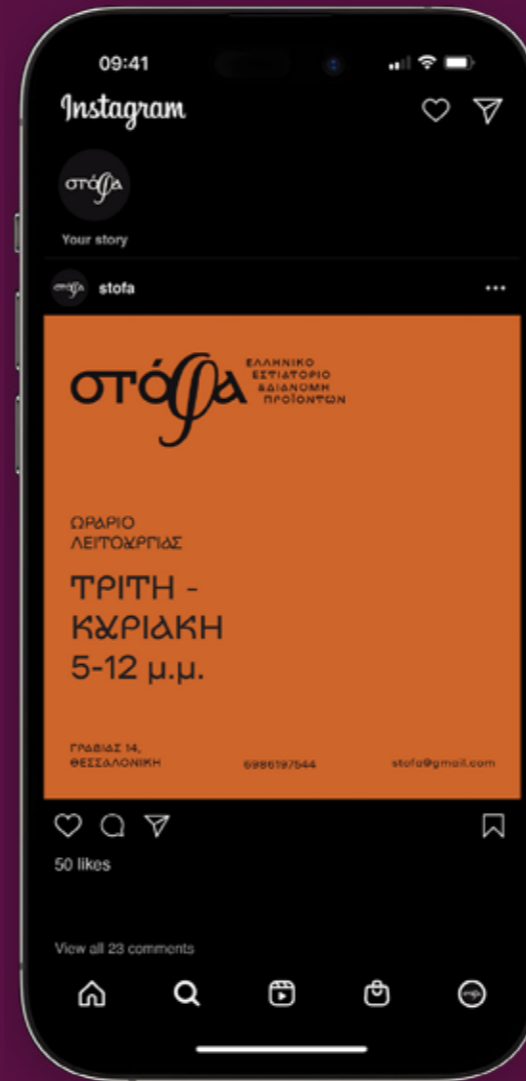 09:41
Instagram
στόφα
Your story
στόφα
stofa
στόφα
ΕΛΛΗΝΙΚΟ
ΕΣΤΙΑΤΟΡΙΟ
&ΔΙΑΝΟΜΗ
ΠΡΟΪΟΝΤΩΝ
ΩΡΑΡΙΟ
ΛΕΙΤΟΥΡΓΙΑΣ
ΤΡΙΤΗ -
ΚΥΡΙΑΚΗ
5-12 μ.μ.
ΓΡΑΒΙΑΣ 14,
ΘΕΣΣΑΛΟΝΙΚΗ
6986197544
stofa@gmail.com
50 likes
View all 23 comments
στόφα